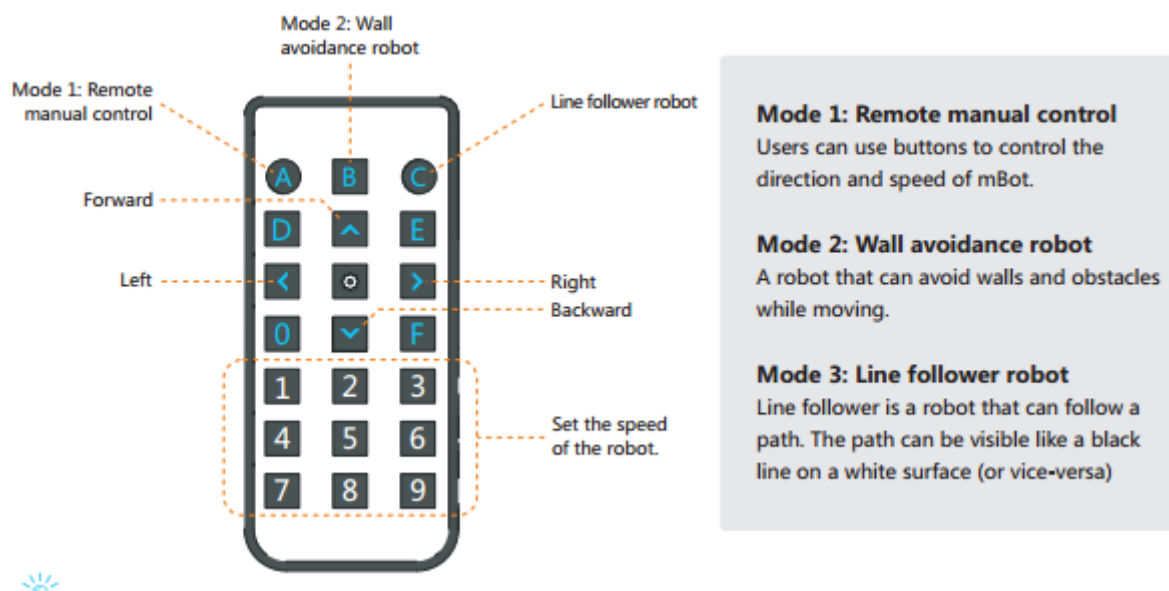 Mode 2: Wall
avoidance robot
Mode 1: Remote
manual control
Line follower robot
A B C
Forward
D E
Left
Right
Backward
0 F
1 2 3
4 5 6
7 8 9
Set the speed
of the robot.
Mode 1: Remote manual control
Users can use buttons to control the
direction and speed of mBot.
Mode 2: Wall avoidance robot
A robot that can avoid walls and obstacles
while moving.
Mode 3: Line follower robot
Line follower is a robot that can follow a
path. The path can be visible like a black
line on a white surface (or vice-versa)